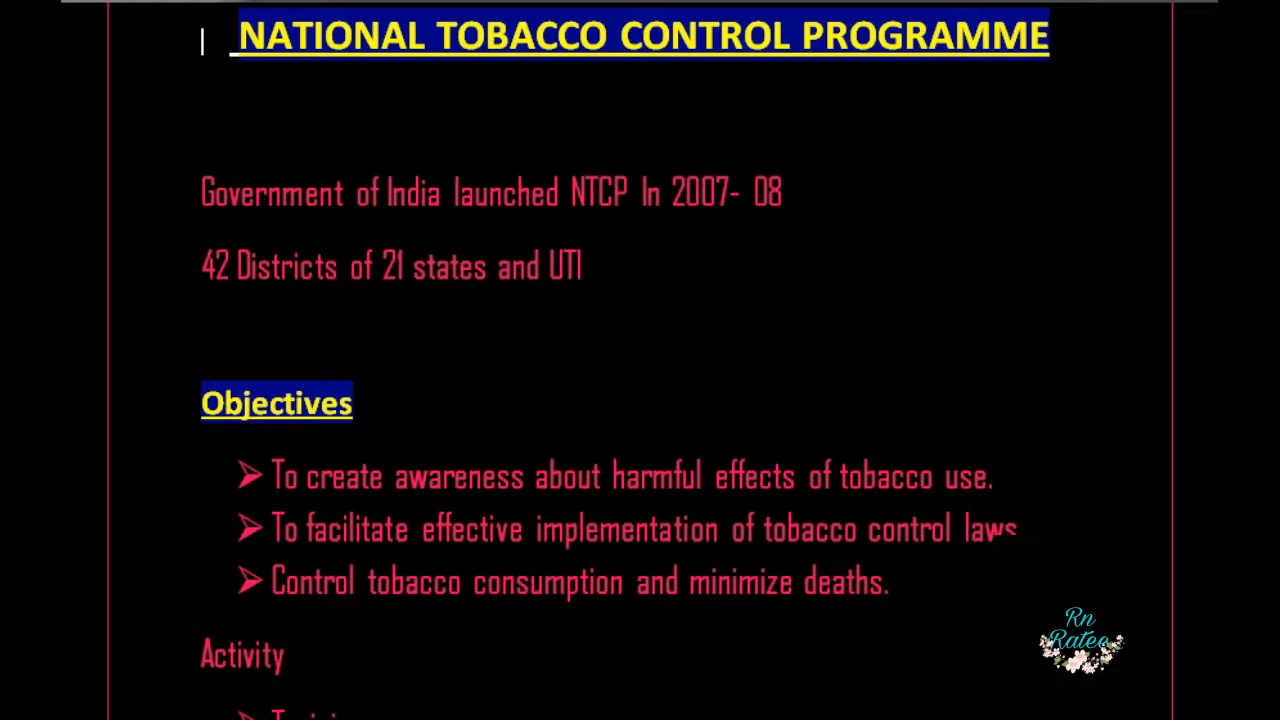 NATIONAL TOBACCO CONTROL PROGRAMME
Government of India launched NTCP In 2007- 08
42 Districts of 21 states and UTI
Objectives
➢ To create awareness about harmful effects of tobacco use.
➢ To facilitate effective implementation of tobacco control laws
➢ Control tobacco consumption and minimize deaths.
Activity
Rn
Ratee